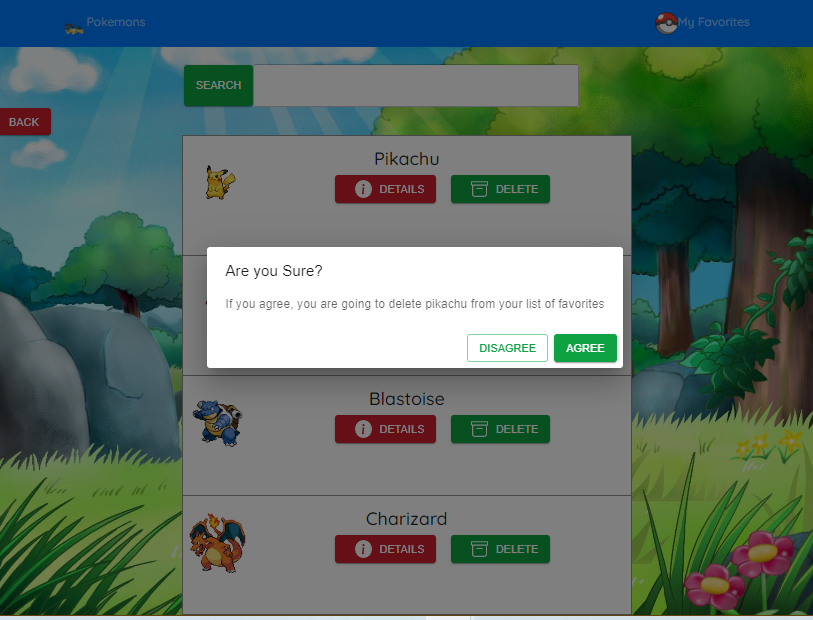 Pokemons
My Favorites
SEARCH
BACK
Pikachu
DETAILS
DELETE
Are you Sure?
If you agree, you are going to delete pikachu from your list of favorites
DISAGREE
AGREE
Blastoise
DETAILS
DELETE
Charizard
DETAILS
DELETE